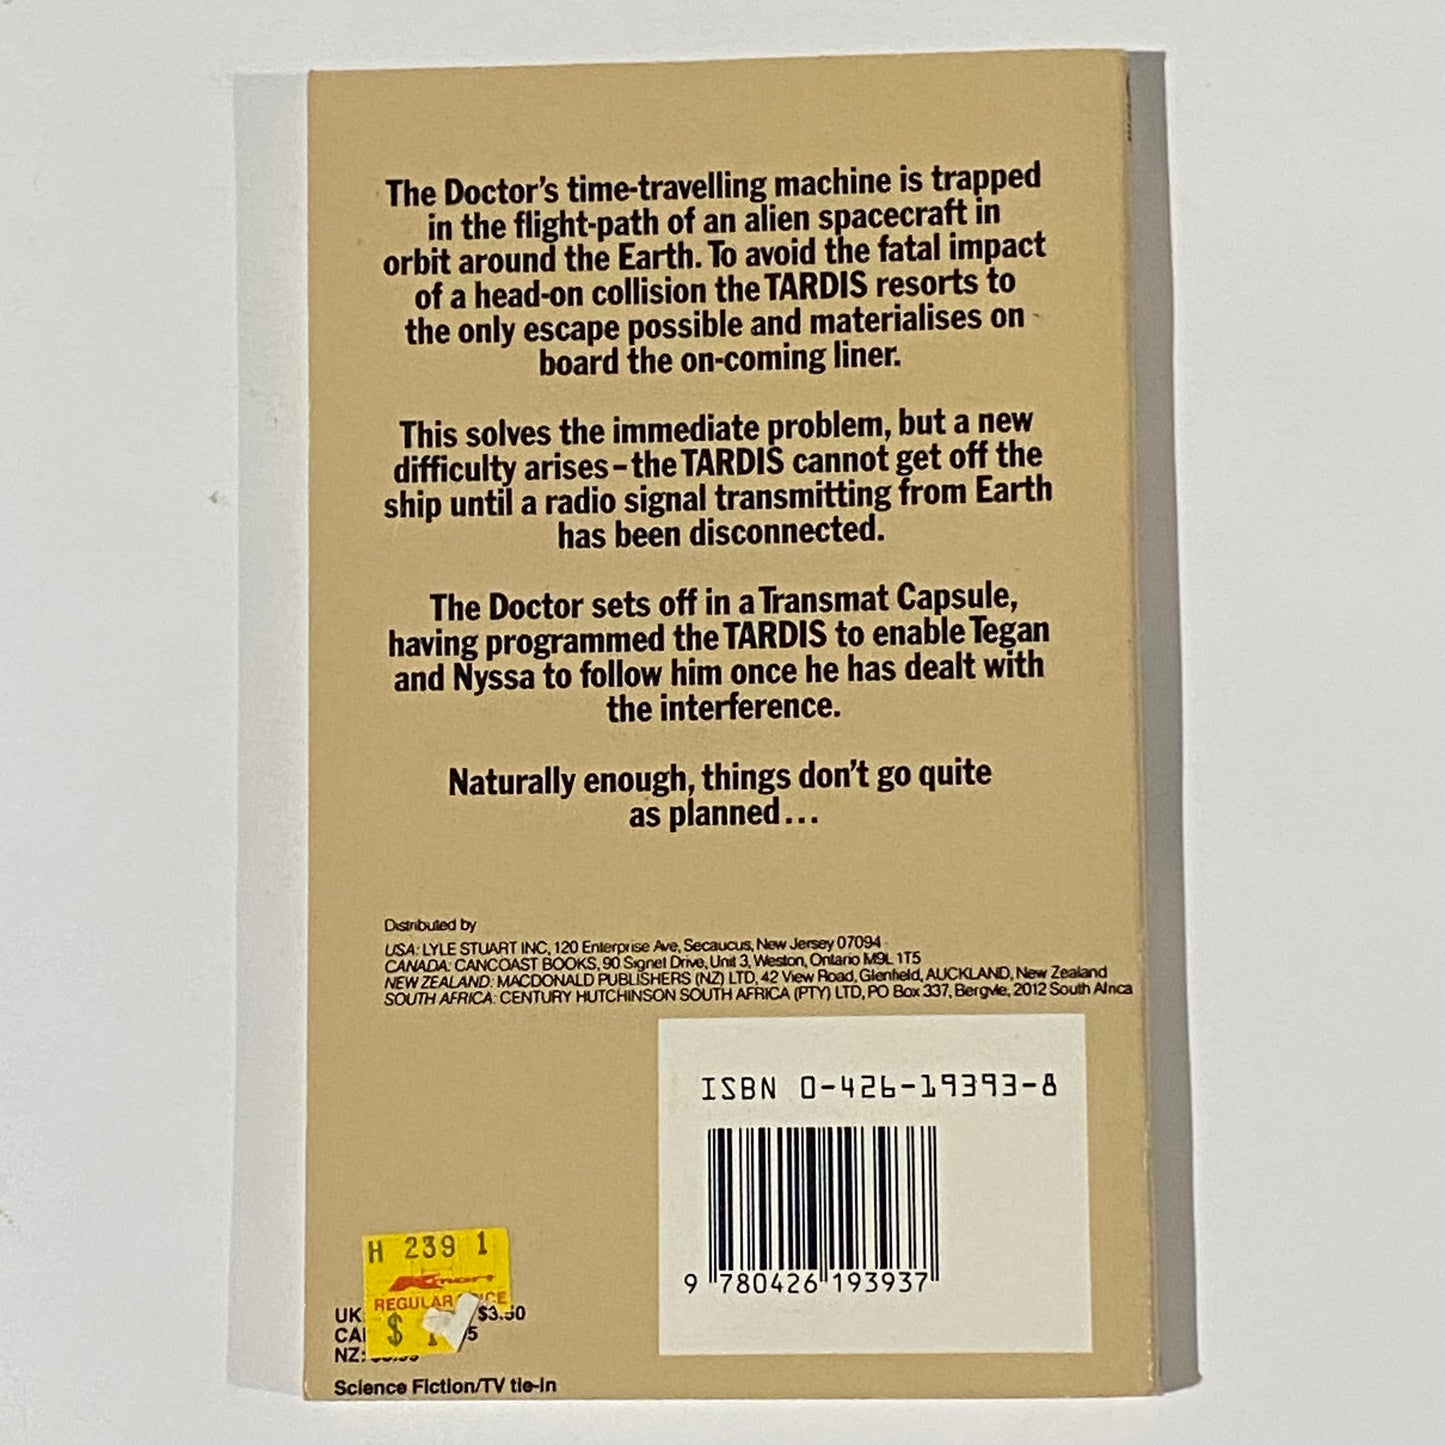 The Doctor's time-travelling machine is trapped
in the flight-path of an alien spacecraft in
orbit around the Earth. To avoid the fatal impact
of a head-on collision the TARDIS resorts to
the only escape possible and materialises on
board the on-coming liner.
This solves the immediate problem, but a new
difficulty arises – the TARDIS cannot get off the
ship until a radio signal transmitting from Earth
has been disconnected.
The Doctor sets off in a Transmat Capsule,
having programmed the TARDIS to enable Tegan
and Nyssa to follow him once he has dealt with
the interference.
Naturally enough, things don't go quite
as planned...
Distributed by
USA: LYLE STUART INC, 120 Enterprise Ave, Secaucus, New Jersey 07094
CANADA: CANCOAST BOOKS, 90 Signet Drive, Unit 3, Weston, Ontario M9L 1T5
NEW ZEALAND: MACDONALD PUBLISHERS (NZ) LTD, 42 View Road, Glenfield, AUCKLAND, New Zealand
SOUTH AFRICA: CENTURY HUTCHINSON SOUTH AFRICA (PTY) LTD, PO Box 337, Bergvle, 2012 South Africa
ISBN 0-426-19393-8
9 780426 193937
H 239 1
Kmart
REGULAR
$ 1
UK $3.50
CA 5
NZ:
Science Fiction/TV tie-in